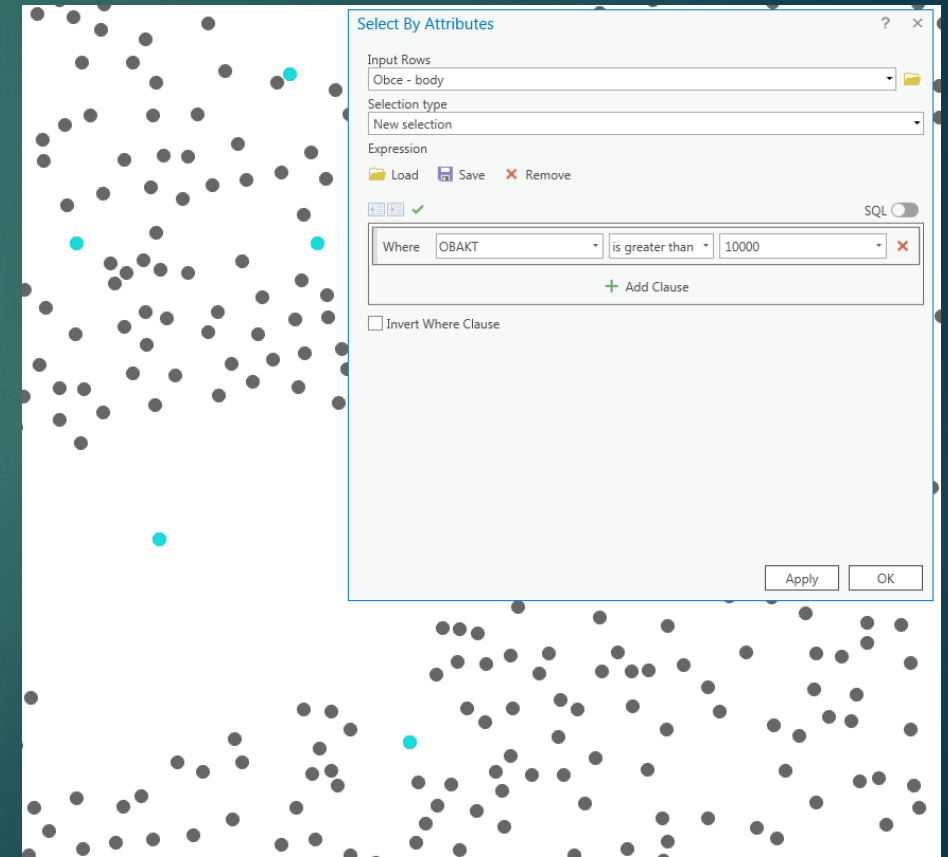 Select By Attributes ? ×
Input Rows
Obce - body
Selection type
New selection
Expression
Load Save Remove
SQL
Where OBAKT is greater than 10000
Add Clause
Invert Where Clause
Apply OK